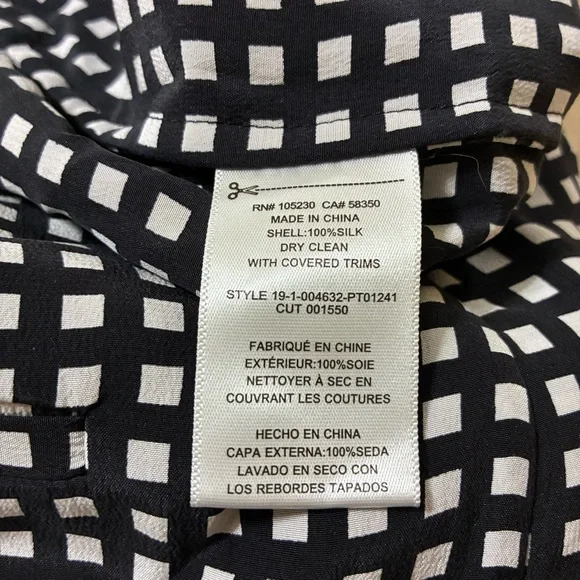 RN# 105230 CA# 58350
MADE IN CHINA
SHELL:100%SILK
DRY CLEAN
WITH COVERED TRIMS
STYLE 19-1-004632-PT01241
CUT 001550
FABRIQUÉ EN CHINE
EXTÉRIEUR:100%SOIE
NETTOYER À SEC EN
COUVRANT LES COUTURES
HECHO EN CHINA
CAPA EXTERNA:100%SEDA
LAVADO EN SECO CON
LOS REBORDES TAPADOS